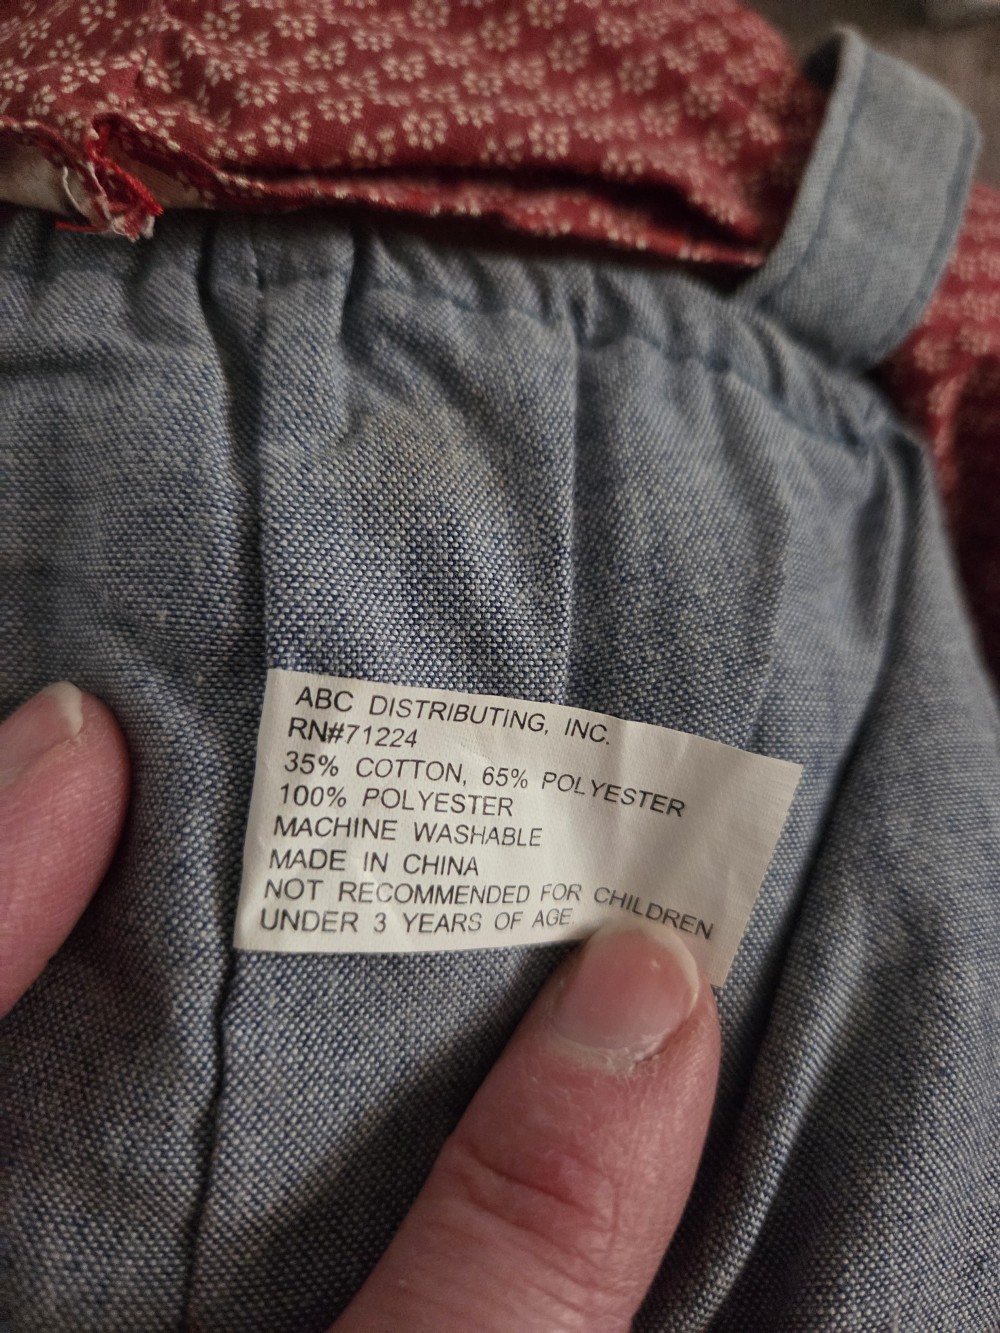 ABC DISTRIBUTING, INC.
RN#71224
35% COTTON, 65% POLYESTER
100% POLYESTER
MACHINE WASHABLE
MADE IN CHINA
NOT RECOMMENDED FOR CHILDREN
UNDER 3 YEARS OF AGE.